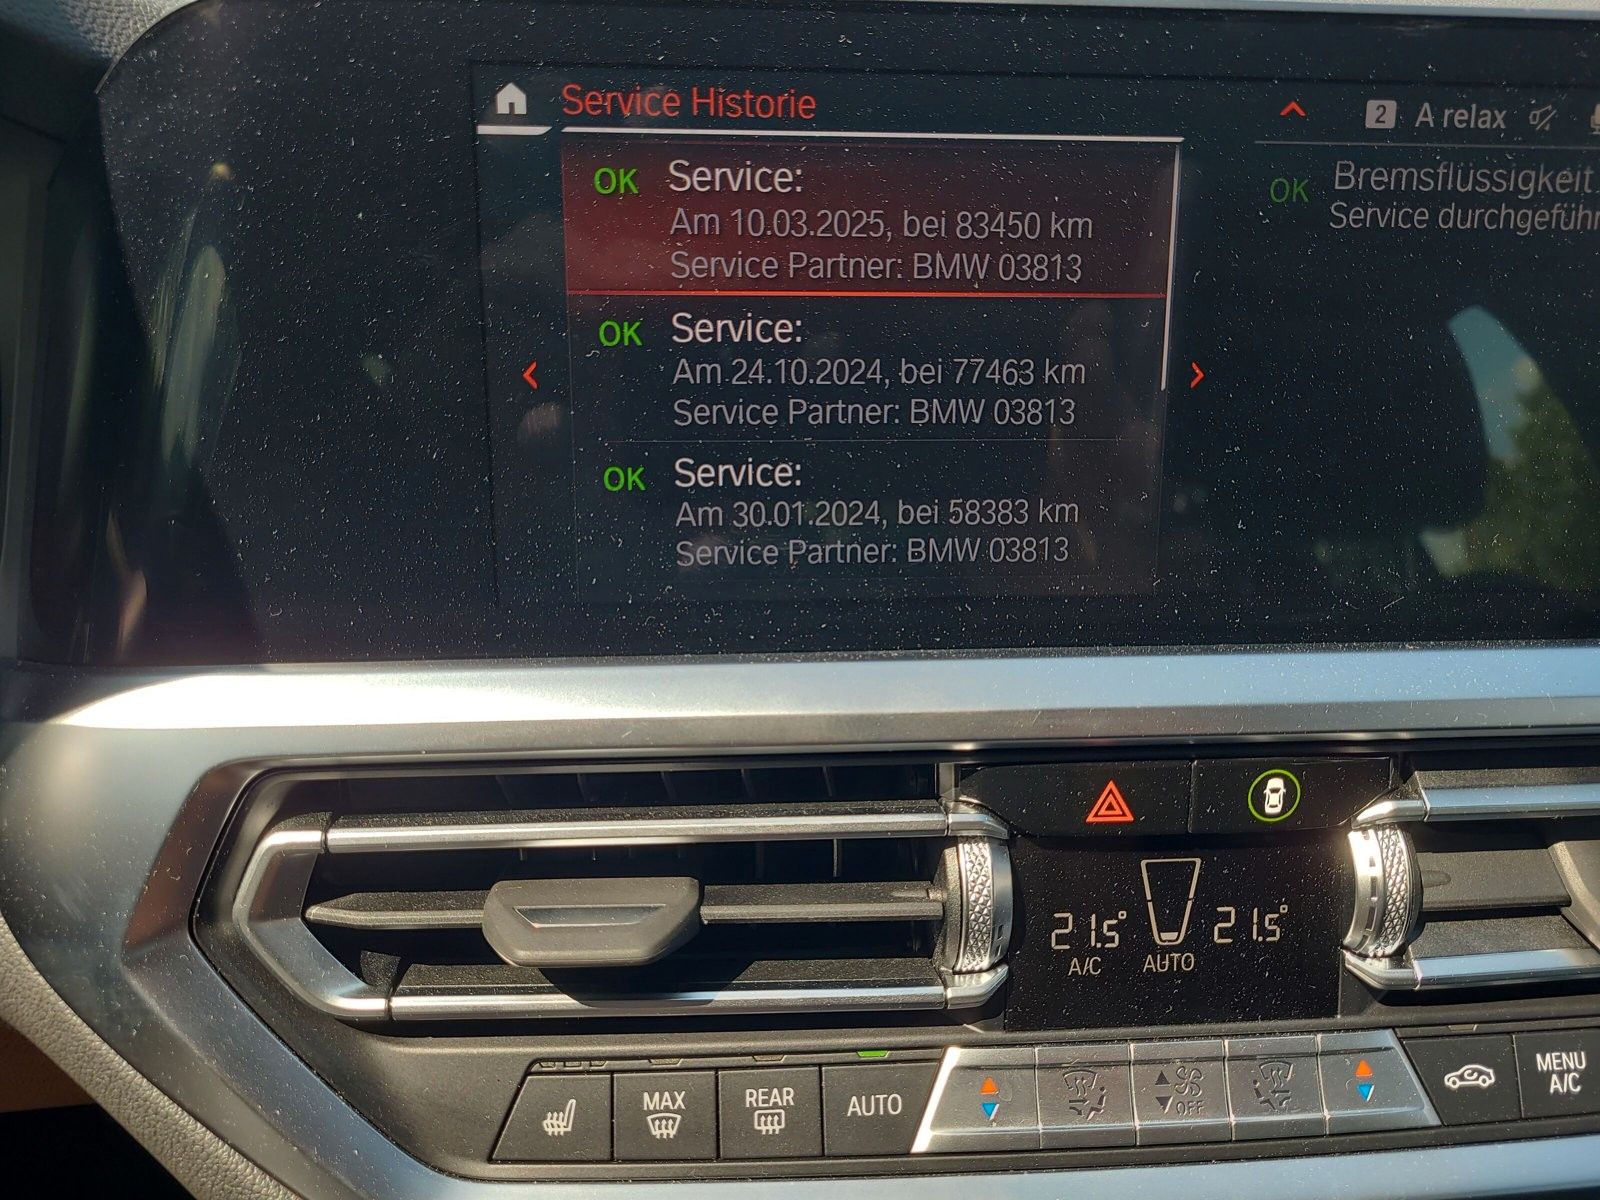 Service Historie
2 A relax
OK Service:
Am 10.03.2025, bei 83450 km
Service Partner: BMW 03813
OK Service:
Am 24.10.2024, bei 77463 km
Service Partner: BMW 03813
OK Service:
Am 30.01.2024, bei 58383 km
Service Partner: BMW 03813
OK Bremsflüssigkeit
Service durchgeführ
21.5° 21.5°
A/C AUTO
MAX
REAR
AUTO
OFF
MENU
A/C